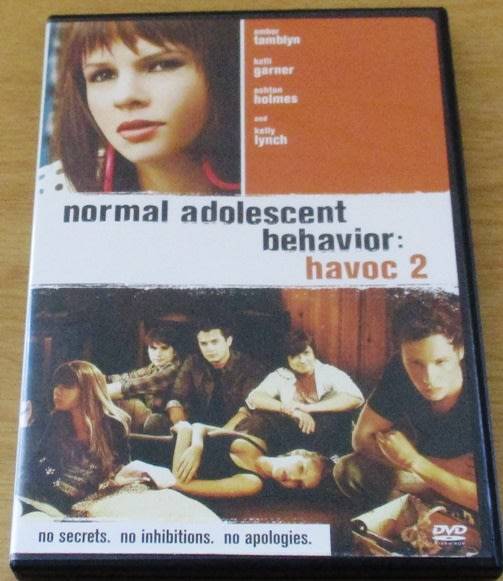 amber
tamblyn
kelli
garner
ashton
holmes
and
kelly
lynch
normal adolescent
behavior:
havoc 2
no secrets. no inhibitions. no apologies.
DVD
VIDEO